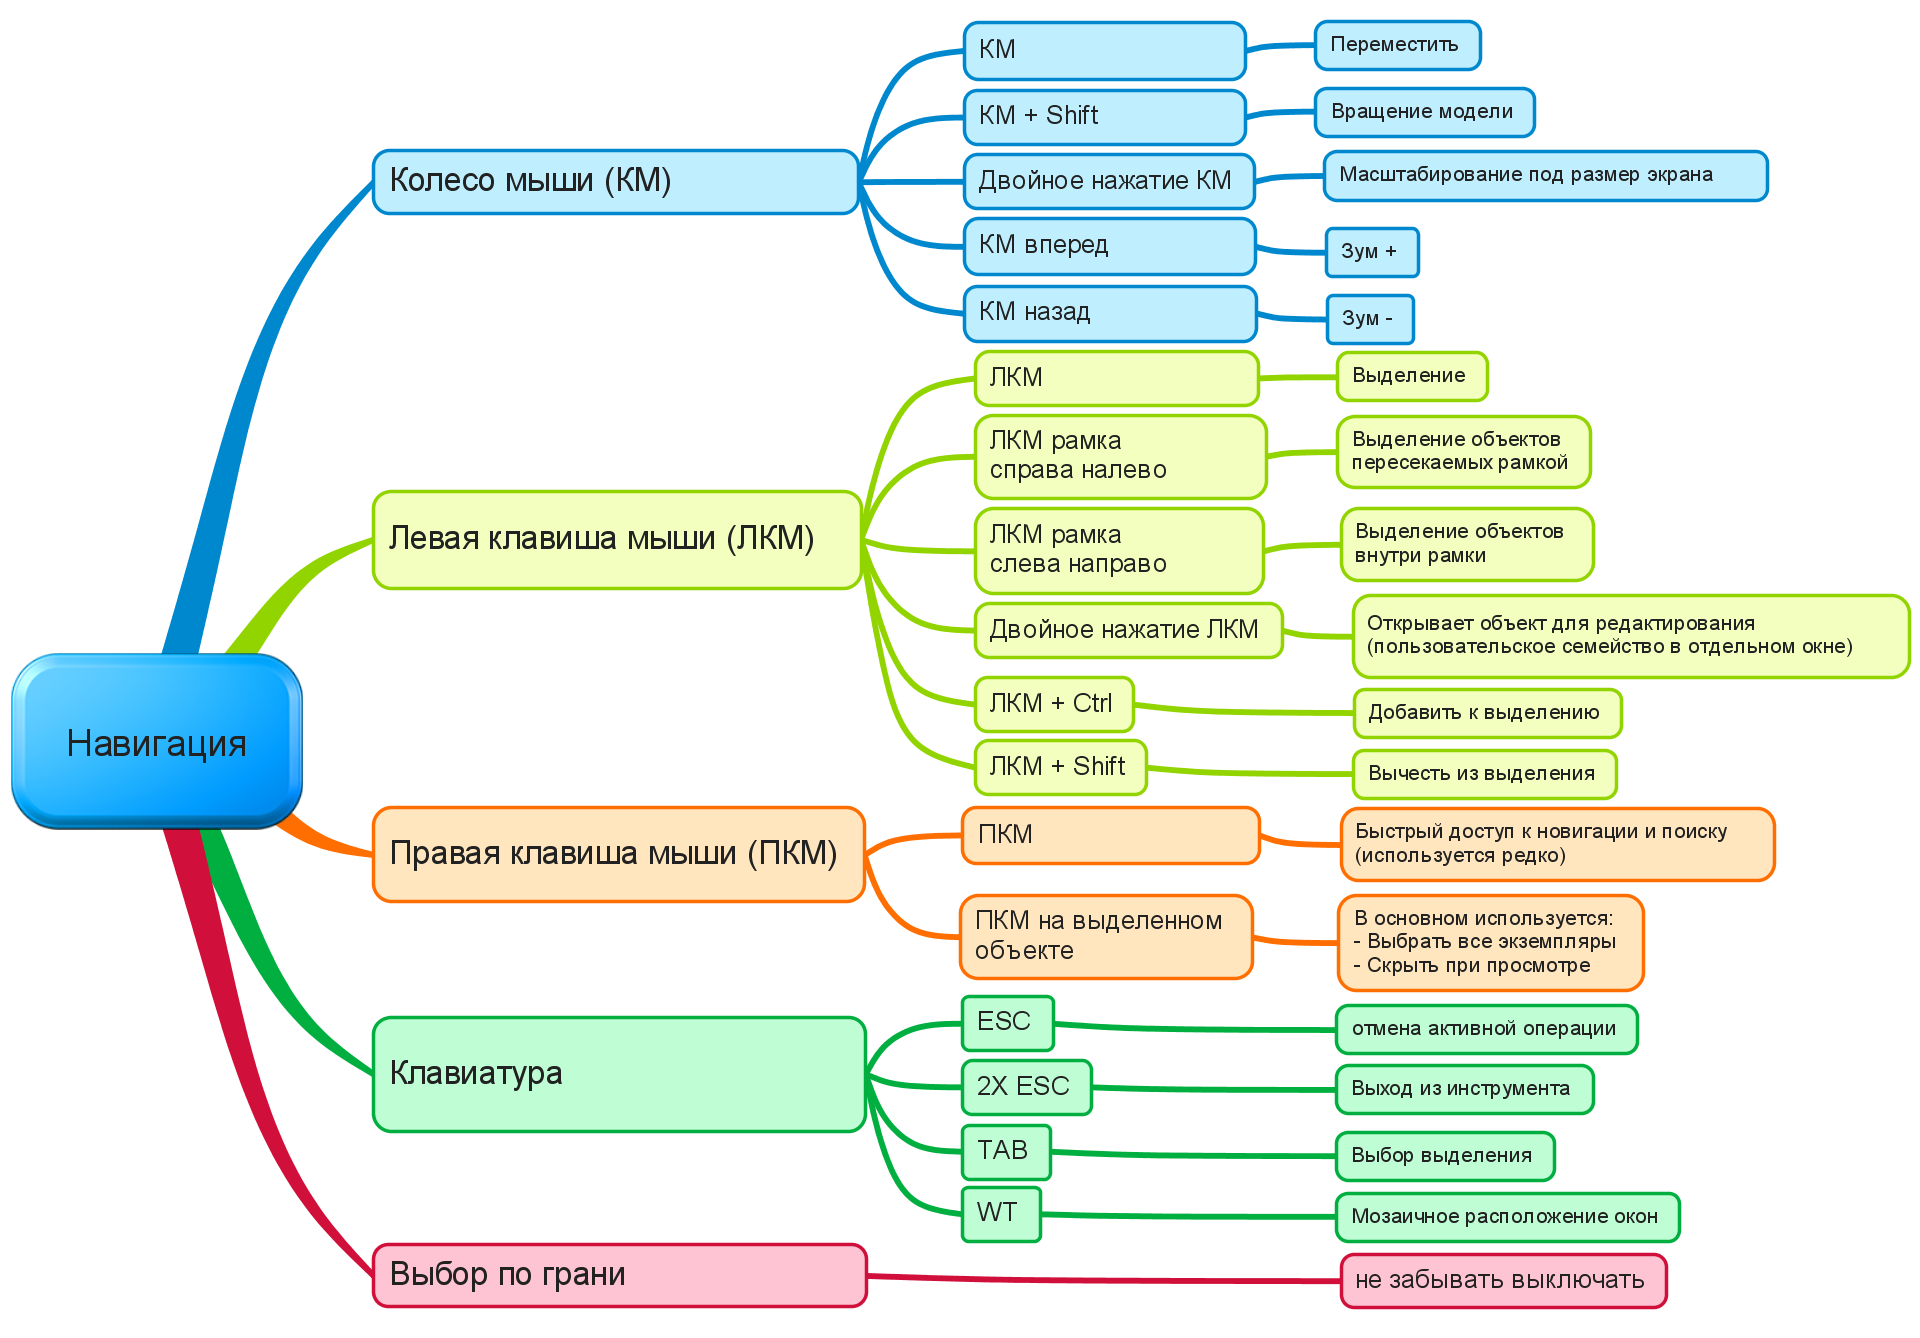 Навигация
Колесо мыши (КМ)
КМ
Переместить
КМ + Shift
Вращение модели
Двойное нажатие КМ
Масштабирование под размер экрана
КМ вперед
Зум +
КМ назад
Зум -
Левая клавиша мыши (ЛКМ)
ЛКМ
Выделение
ЛКМ рамка
справа налево
Выделение объектов
пересекаемых рамкой
ЛКМ рамка
слева направо
Выделение объектов
внутри рамки
Двойное нажатие ЛКМ
Открывает объект для редактирования
(пользовательское семейство в отдельном окне)
ЛКМ + Ctrl
Добавить к выделению
ЛКМ + Shift
Вычесть из выделения
Правая клавиша мыши (ПКМ)
ПКМ
Быстрый доступ к новигации и поиску
(используется редко)
ПКМ на выделенном
объекте
В основном используется:
- Выбрать все экземпляры
- Скрыть при просмотре
Клавиатура
ESC
отмена активной операции
2X ESC
Выход из инструмента
TAB
Выбор выделения
WT
Мозаичное расположение окон
Выбор по грани
не забывать выключать